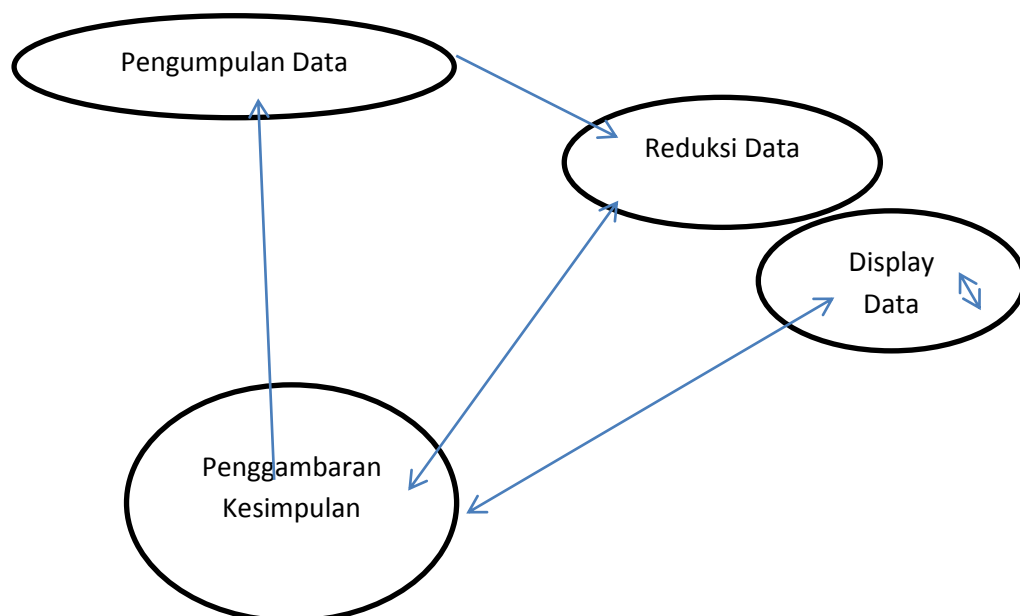 Pengumpulan Data
Reduksi Data
Display
Data
Penggambaran
Kesimpulan